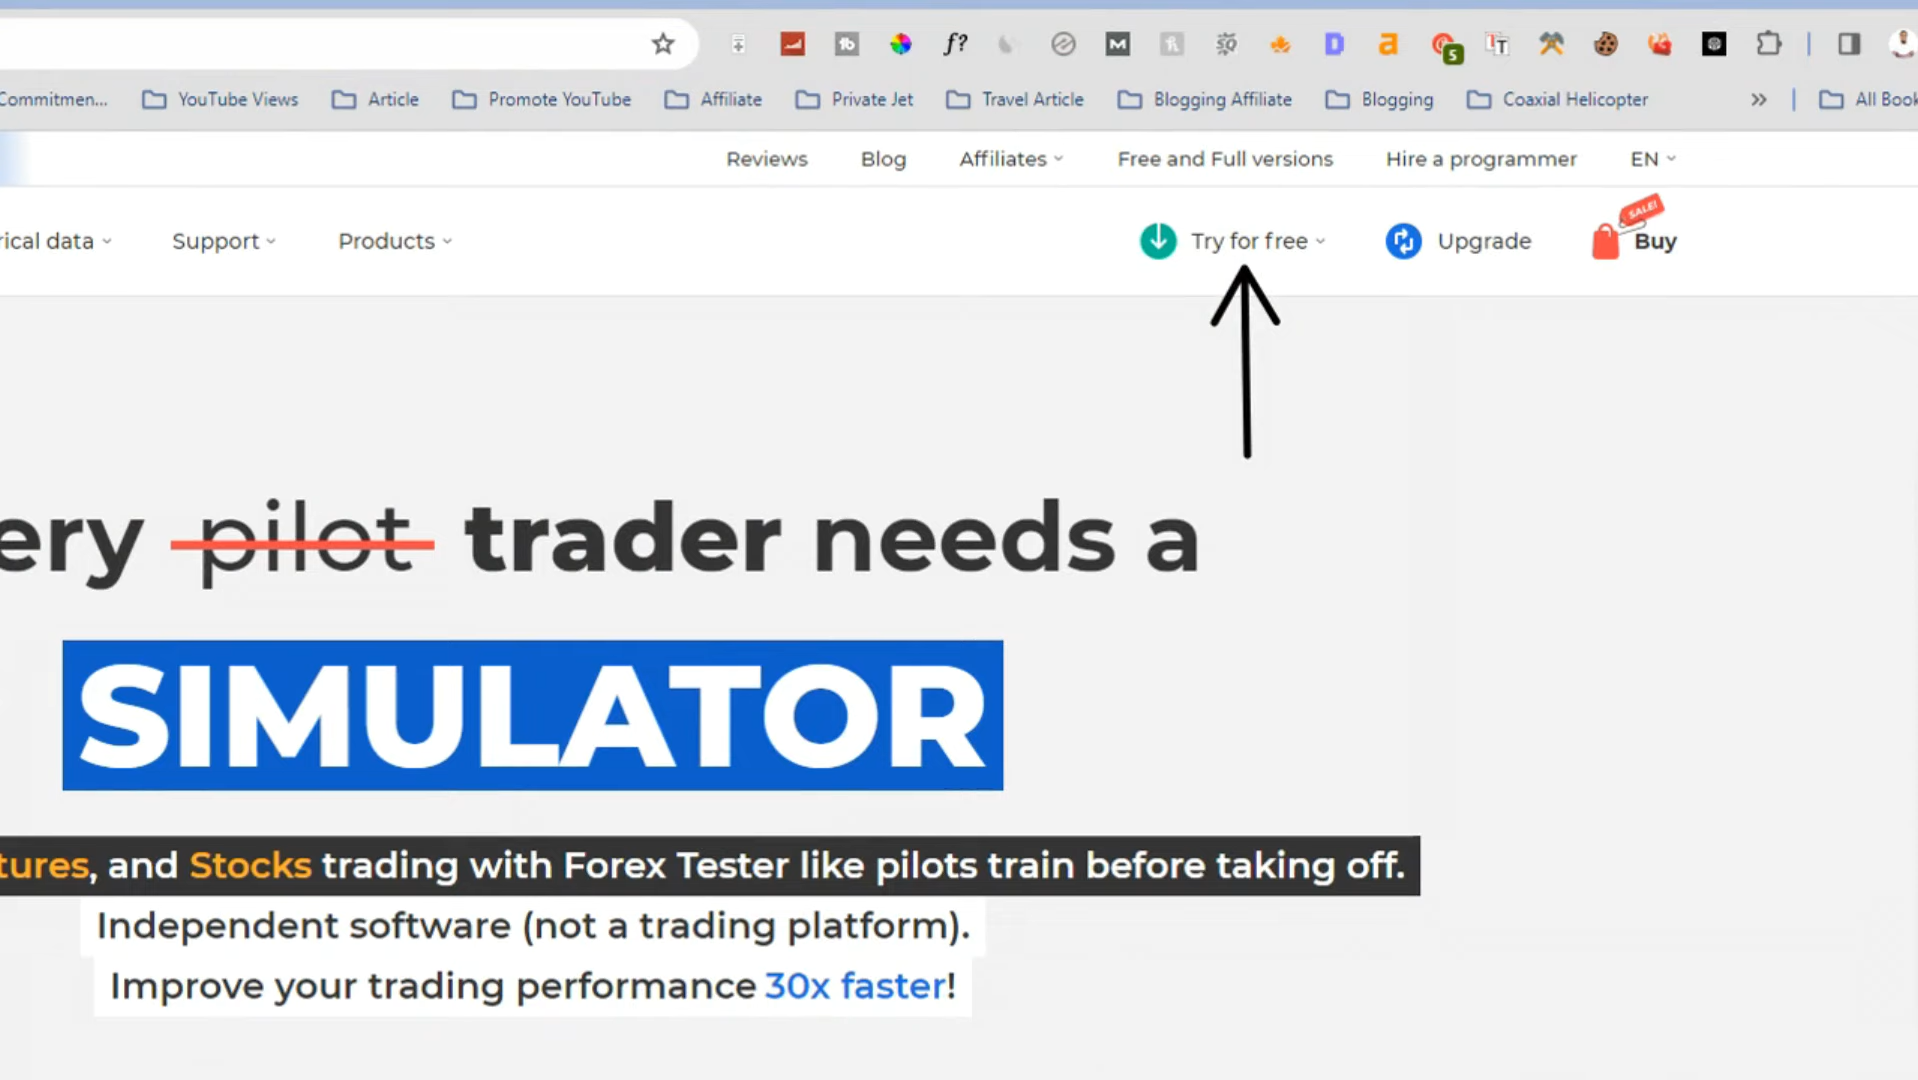 Commitmen... YouTube Views Article Promote YouTube Affiliate Private Jet Travel Article Blogging Affiliate Blogging Coaxial Helicopter All Book
Reviews Blog Affiliates Free and Full versions Hire a programmer EN
rical data Support Products Try for free Upgrade SALE! Buy
ery pilot trader needs a
SIMULATOR
tures, and Stocks trading with Forex Tester like pilots train before taking off.
Independent software (not a trading platform).
Improve your trading performance 30x faster!